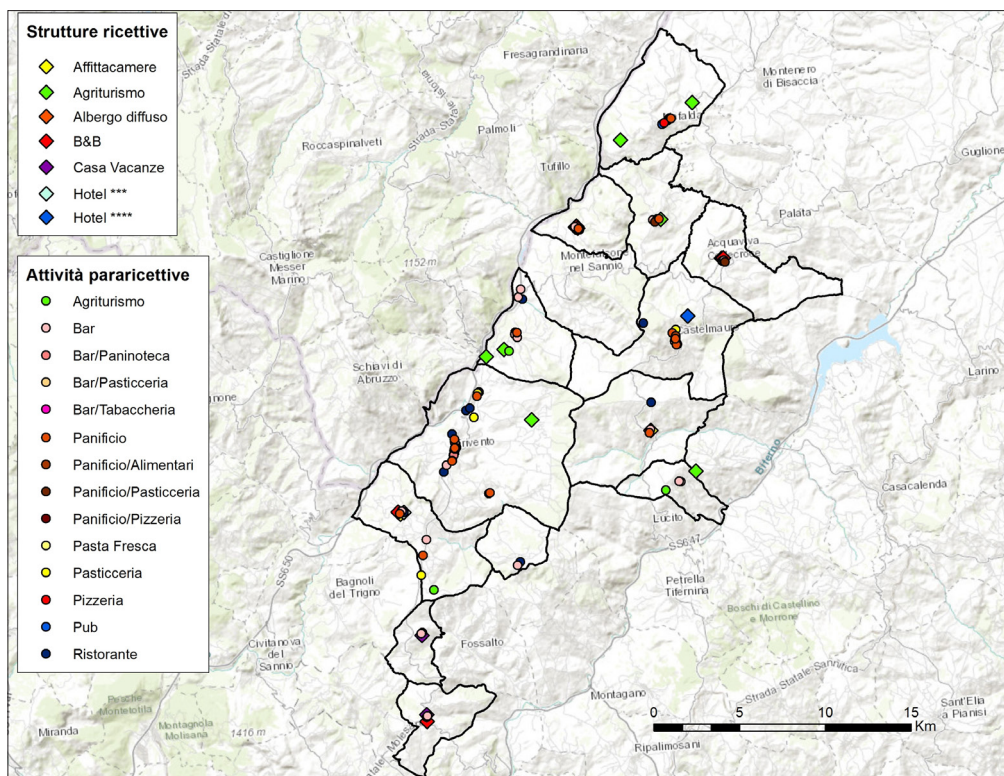 Strutture ricettive
Affittacamere
Agriturismo
Albergo diffuso
B&B
Casa Vacanze
Hotel ***
Hotel ****
Attività pararicettive
Agriturismo
Bar
Bar/Paninoteca
Bar/Pasticceria
Bar/Tabaccheria
Panificio
Panificio/Alimentari
Panificio/Pasticceria
Panificio/Pizzeria
Pasta Fresca
Pasticceria
Pizzeria
Pub
Ristorante
Fresagrandinaria
Montenero
di Bisaccia
Palmoli
Roccaspinalveti
Tufillo
Guglione
Palata
Acquaviva
Castiglione
Messer
Marino
1152 m
nel Sannio
Schiavi di
Abruzzo
Larino
Biferno
Casacalenda
Lucito
SS647
SS650
Bagnoli
del Trigno
Petrella
Tifernina
Boschi di Castellino
e Morrone
Civitanova
del
Sannio
Fossalto
Montagano
Strada Statale Sannitica
Sant'Elia
a Pianisi
Miranda
Montagnola
Molisana
1416 m
Ripalimosani
0 5 10 15
Km